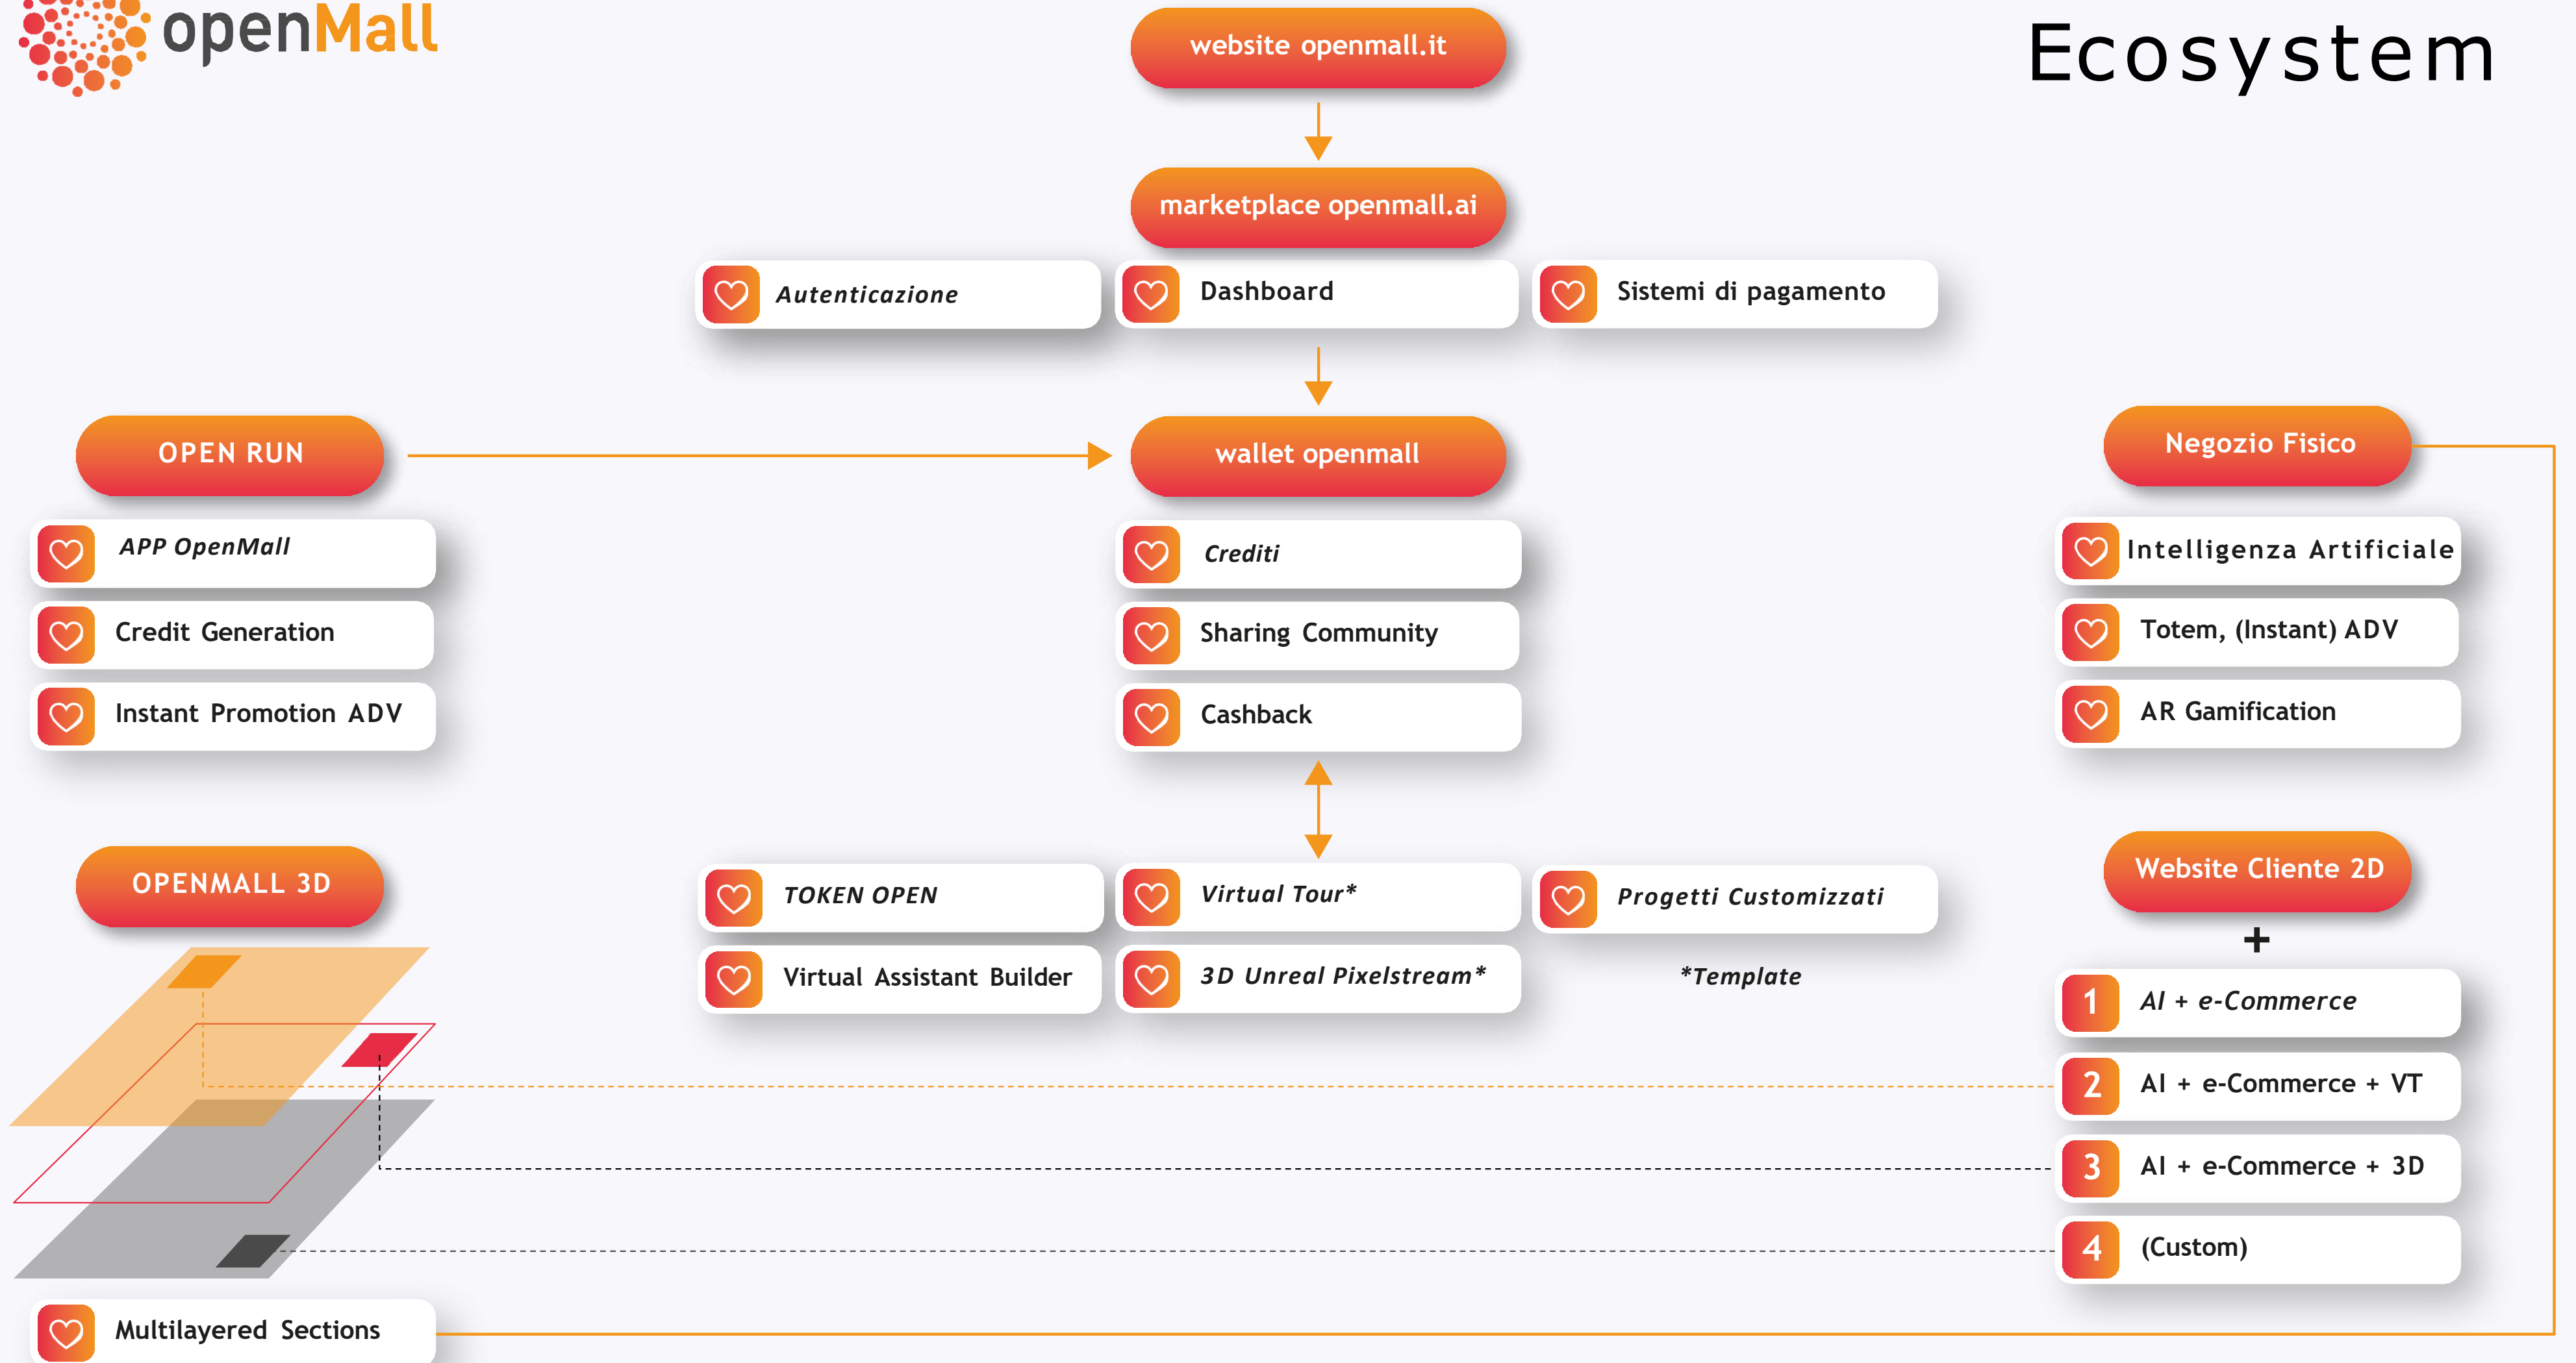 openMall
Ecosystem
website openmall.it
marketplace openmall.ai
Autenticazione
Dashboard
Sistemi di pagamento
OPEN RUN
APP OpenMall
Credit Generation
Instant Promotion ADV
wallet openmall
Crediti
Sharing Community
Cashback
Negozio Fisico
Intelligenza Artificiale
Totem, (Instant) ADV
AR Gamification
OPENMALL 3D
TOKEN OPEN
Virtual Assistant Builder
Virtual Tour*
3D Unreal Pixelstream*
Progetti Customizzati
*Template
Website Cliente 2D
+
1 AI + e-Commerce
2 AI + e-Commerce + VT
3 AI + e-Commerce + 3D
4 (Custom)
Multilayered Sections